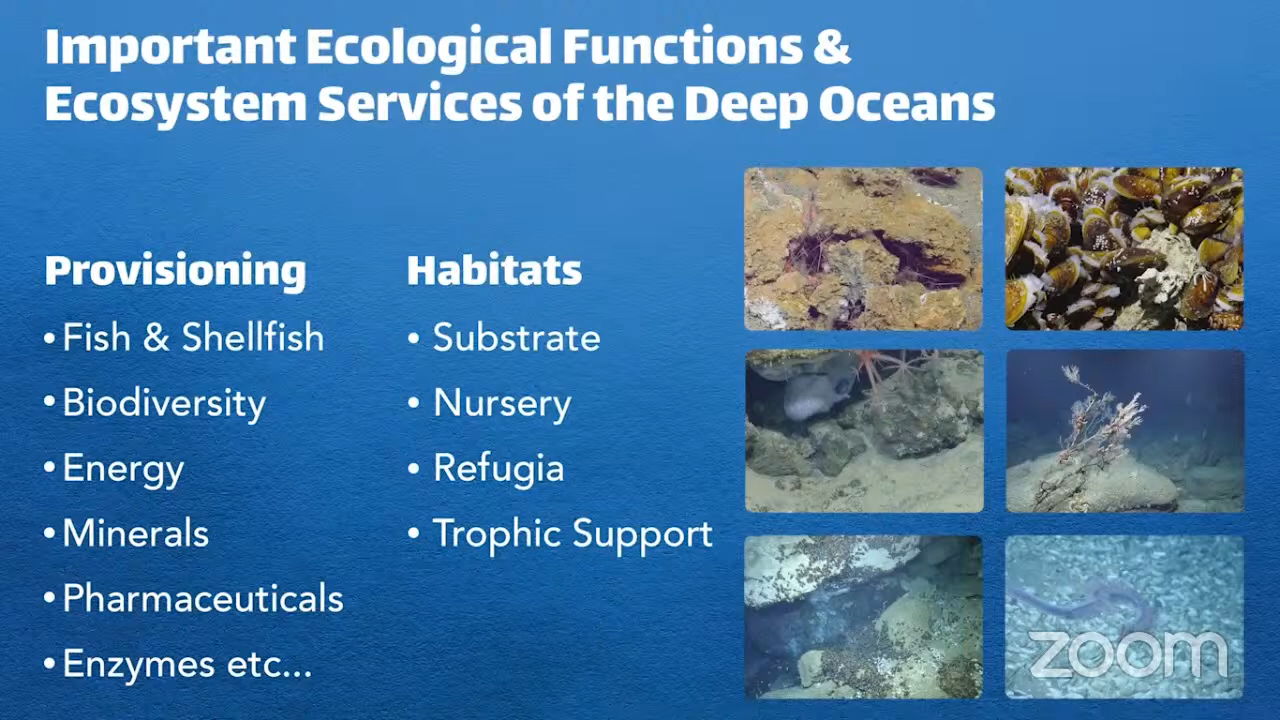 Important Ecological Functions &
Ecosystem Services of the Deep Oceans
Provisioning
• Fish & Shellfish
• Biodiversity
• Energy
• Minerals
• Pharmaceuticals
• Enzymes etc...
Habitats
• Substrate
• Nursery
• Refugia
• Trophic Support
zoom